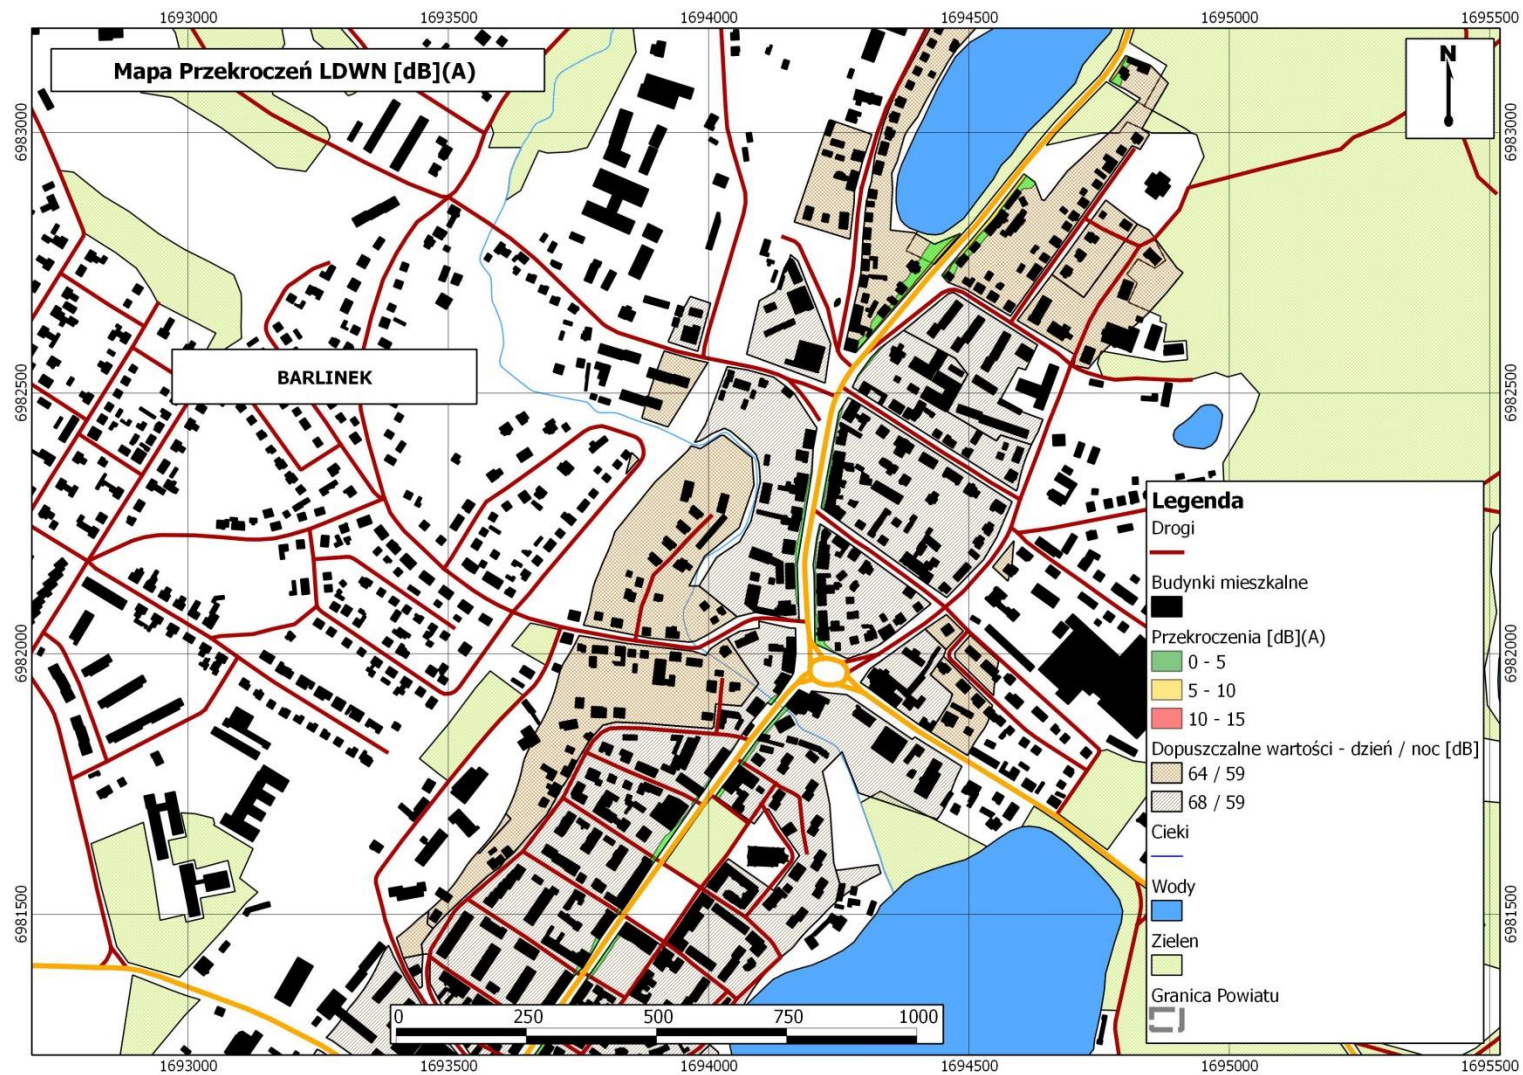 1693000 1693500 1694000 1694500 1695000 1695500
Mapa Przekroczeń LDWN [dB](A)
N
6983000 6983000
BARLINEK
6982500 6982500
Legenda
Drogi
Budynki mieszkalne
Przekroczenia [dB](A)
0 - 5
5 - 10
10 - 15
Dopuszczalne wartości - dzień / noc [dB]
64 / 59
68 / 59
Cieki
Wody
Zielen
Granica Powiatu
6982000 6982000
6981500 6981500
0 250 500 750 1000
1693000 1693500 1694000 1694500 1695000 1695500